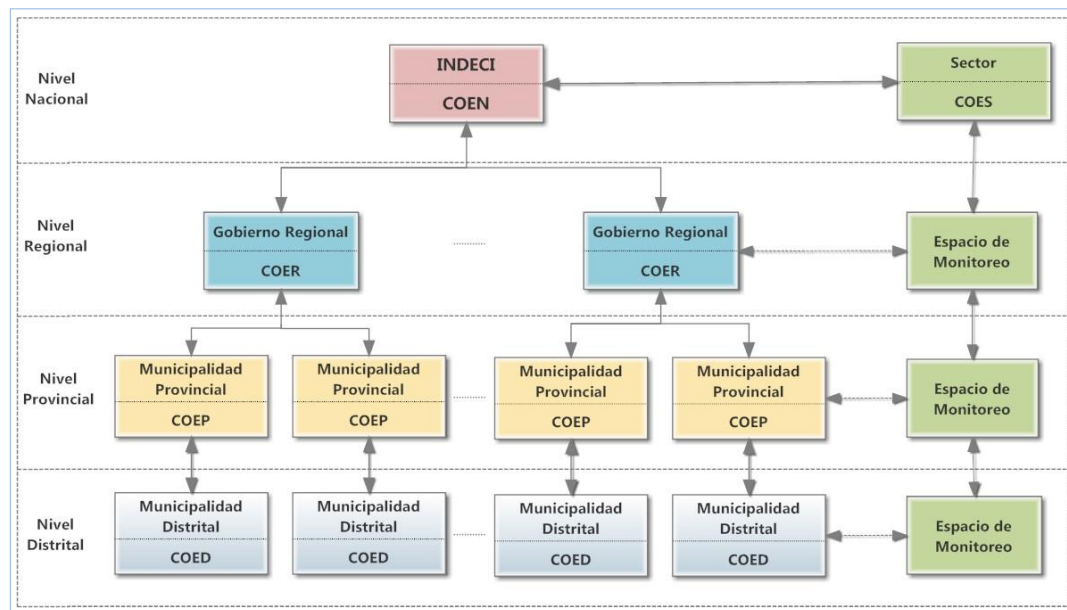 Nivel
Nacional
INDECI
COEN
Sector
COES
Nivel
Regional
Gobierno Regional
COER
Gobierno Regional
COER
Espacio de
Monitoreo
Nivel
Provincial
Municipalidad
Provincial
COEP
Municipalidad
Provincial
COEP
Municipalidad
Provincial
COEP
Municipalidad
Provincial
COEP
Espacio de
Monitoreo
Nivel
Distrital
Municipalidad
Distrital
COED
Municipalidad
Distrital
COED
Municipalidad
Distrital
COED
Municipalidad
Distrital
COED
Espacio de
Monitoreo